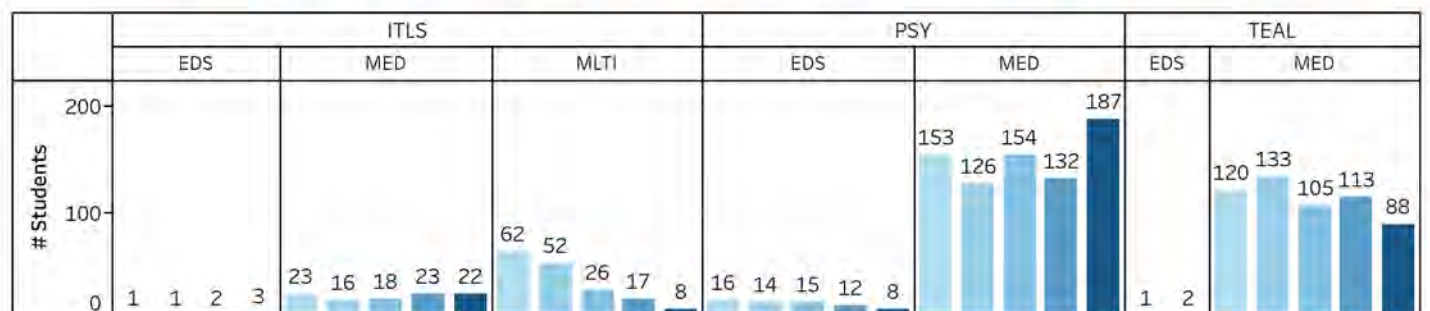 ITLS PSY TEAL
EDS MED MLTI EDS MED EDS MED
200
187
153 154
126 132
120 133 105 113
# Students
100
88
62 52
23 16 18 23 22 26 17 8 16 14 15 12 8
0 1 1 2 3 1 2